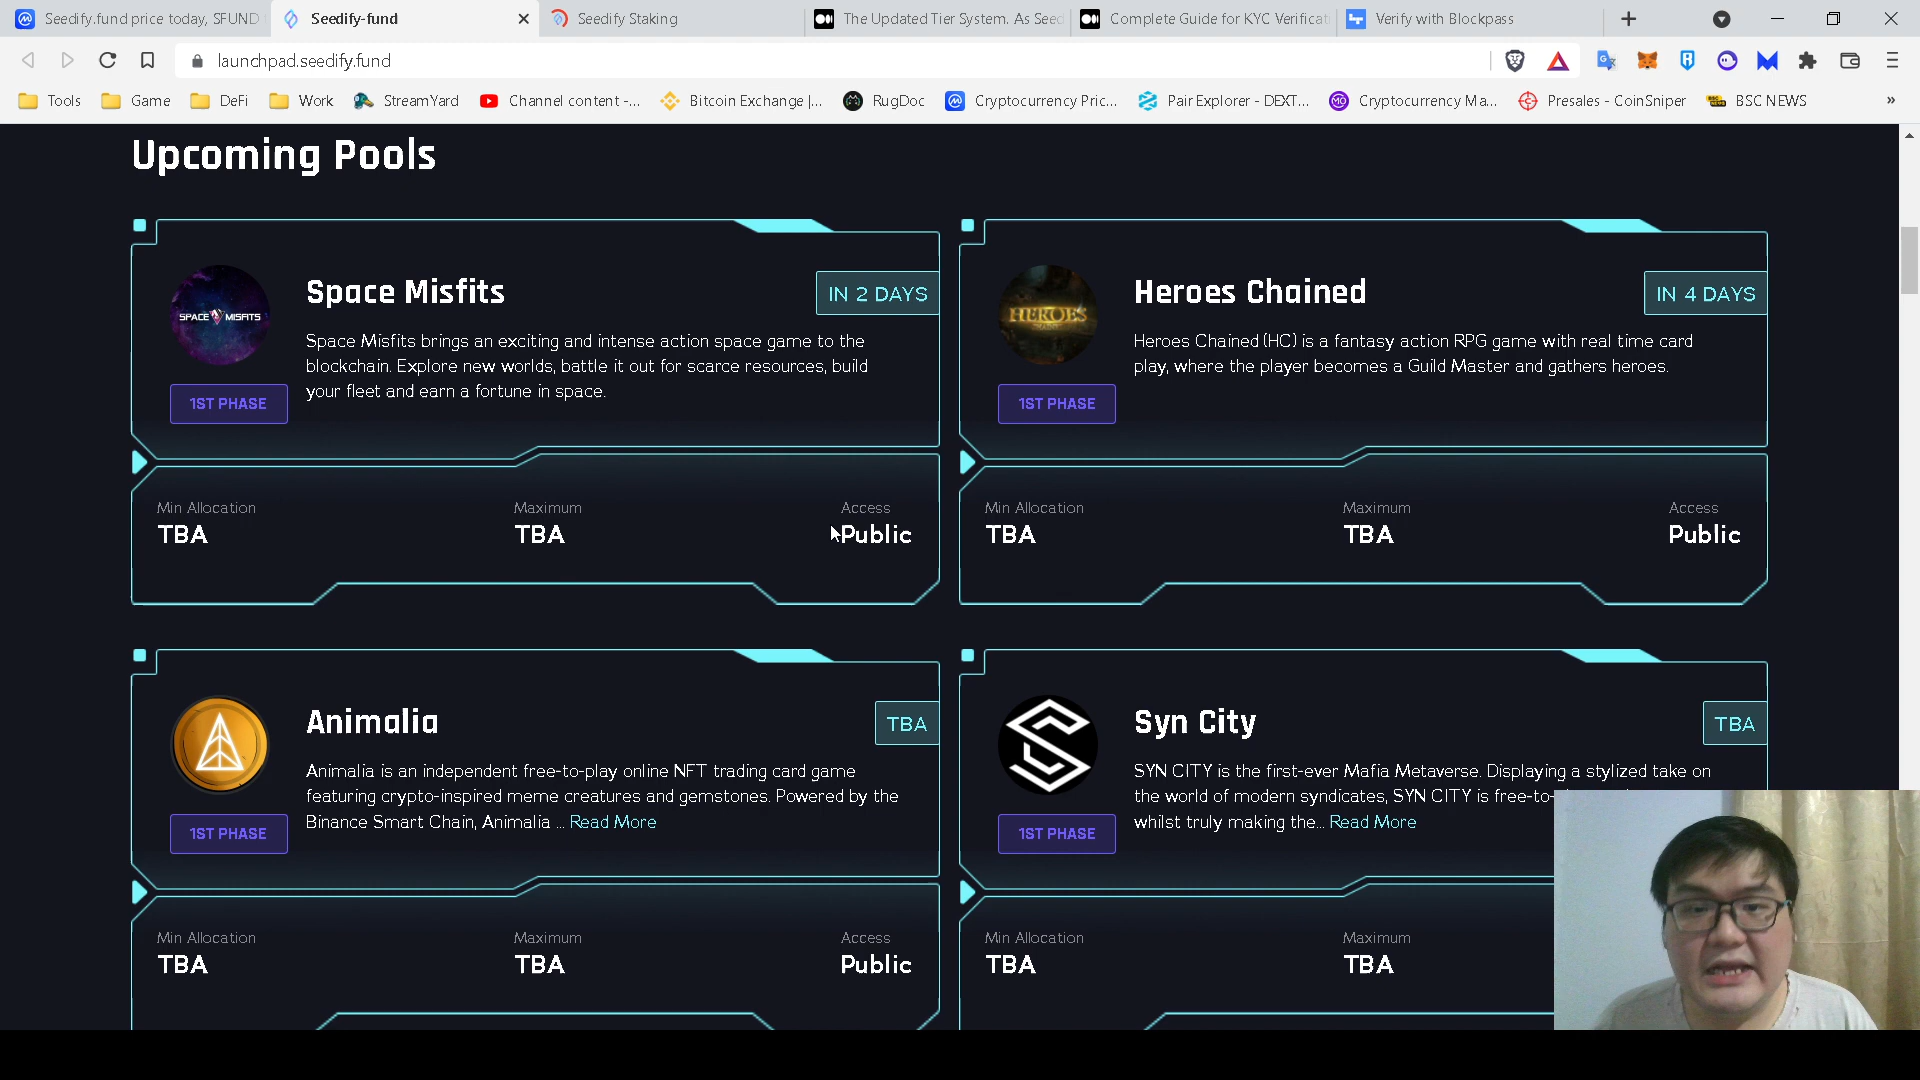 Seedify.fund price today, SFUND
Seedify-fund
Seedify Staking
The Updated Tier System. As Seed
Complete Guide for KYC Verificat
Verify with Blockpass
launchpad.seedify.fund
Tools
Game
DeFi
Work
StreamYard
Channel content -...
Bitcoin Exchange |...
RugDoc
Cryptocurrency Pric...
Pair Explorer - DEXT...
Cryptocurrency Ma...
Presales - CoinSniper
BSC NEWS
»
Upcoming Pools
SPACE MISFITS
Space Misfits
IN 2 DAYS
Space Misfits brings an exciting and intense action space game to the
blockchain. Explore new worlds, battle it out for scarce resources, build
your fleet and earn a fortune in space.
1ST PHASE
Min Allocation
TBA
Maximum
TBA
Access
Public
HEROES
Heroes Chained
IN 4 DAYS
Heroes Chained (HC) is a fantasy action RPG game with real time card
play, where the player becomes a Guild Master and gathers heroes.
1ST PHASE
Min Allocation
TBA
Maximum
TBA
Access
Public
Animalia
TBA
Animalia is an independent free-to-play online NFT trading card game
featuring crypto-inspired meme creatures and gemstones. Powered by the
Binance Smart Chain, Animalia ... Read More
1ST PHASE
Min Allocation
TBA
Maximum
TBA
Access
Public
Syn City
TBA
SYN CITY is the first-ever Mafia Metaverse. Displaying a stylized take on
the world of modern syndicates, SYN CITY is free-to-
whilst truly making the... Read More
1ST PHASE
Min Allocation
TBA
Maximum
TBA